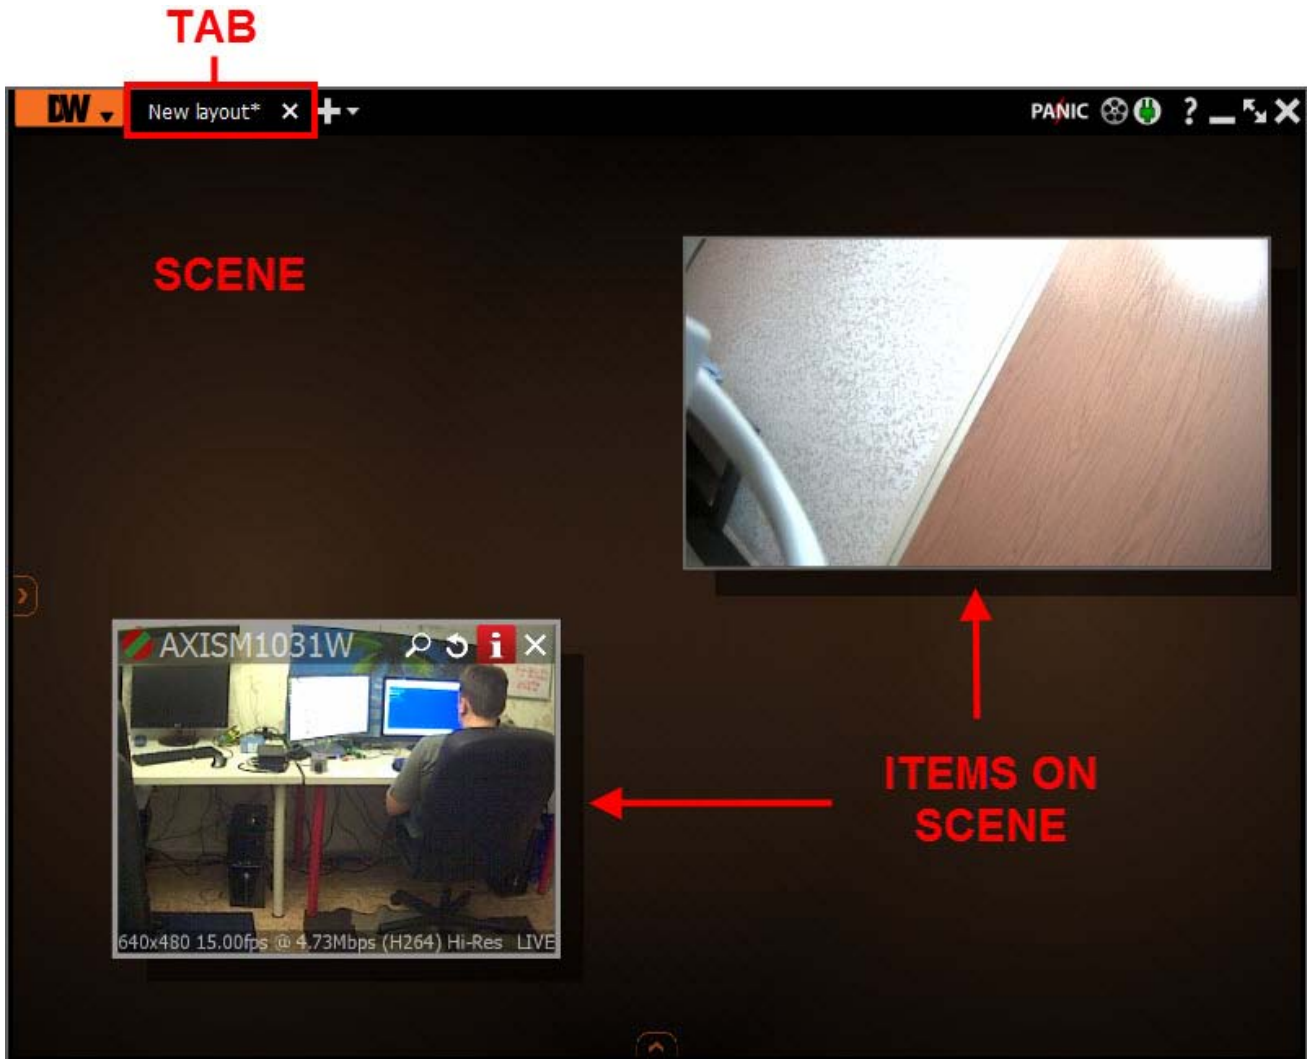 TAB
DW New layout*
PANIC ?
SCENE
AXISM1031W i
640x480 15.00fps @ 4.73Mbps (H264) Hi-Res LIVE
ITEMS ON
SCENE